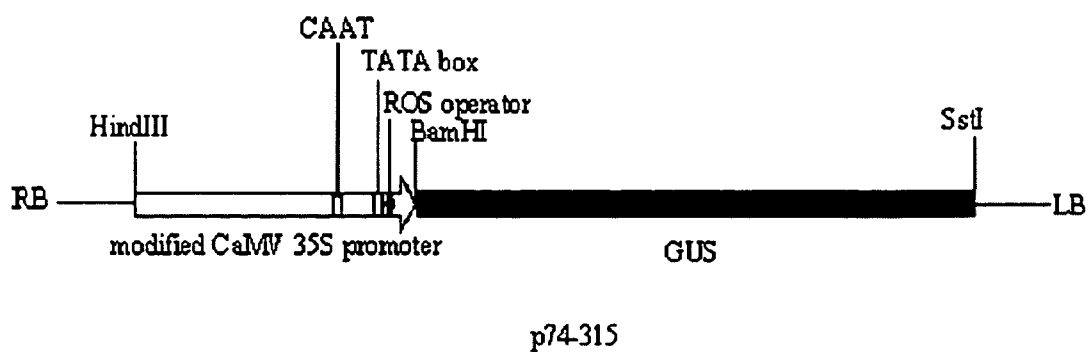 CAAT
TATA box
ROS operator
HindIII
BamHI
SstI
RB
LB
modified CaMV 35S promoter
GUS
p74-315